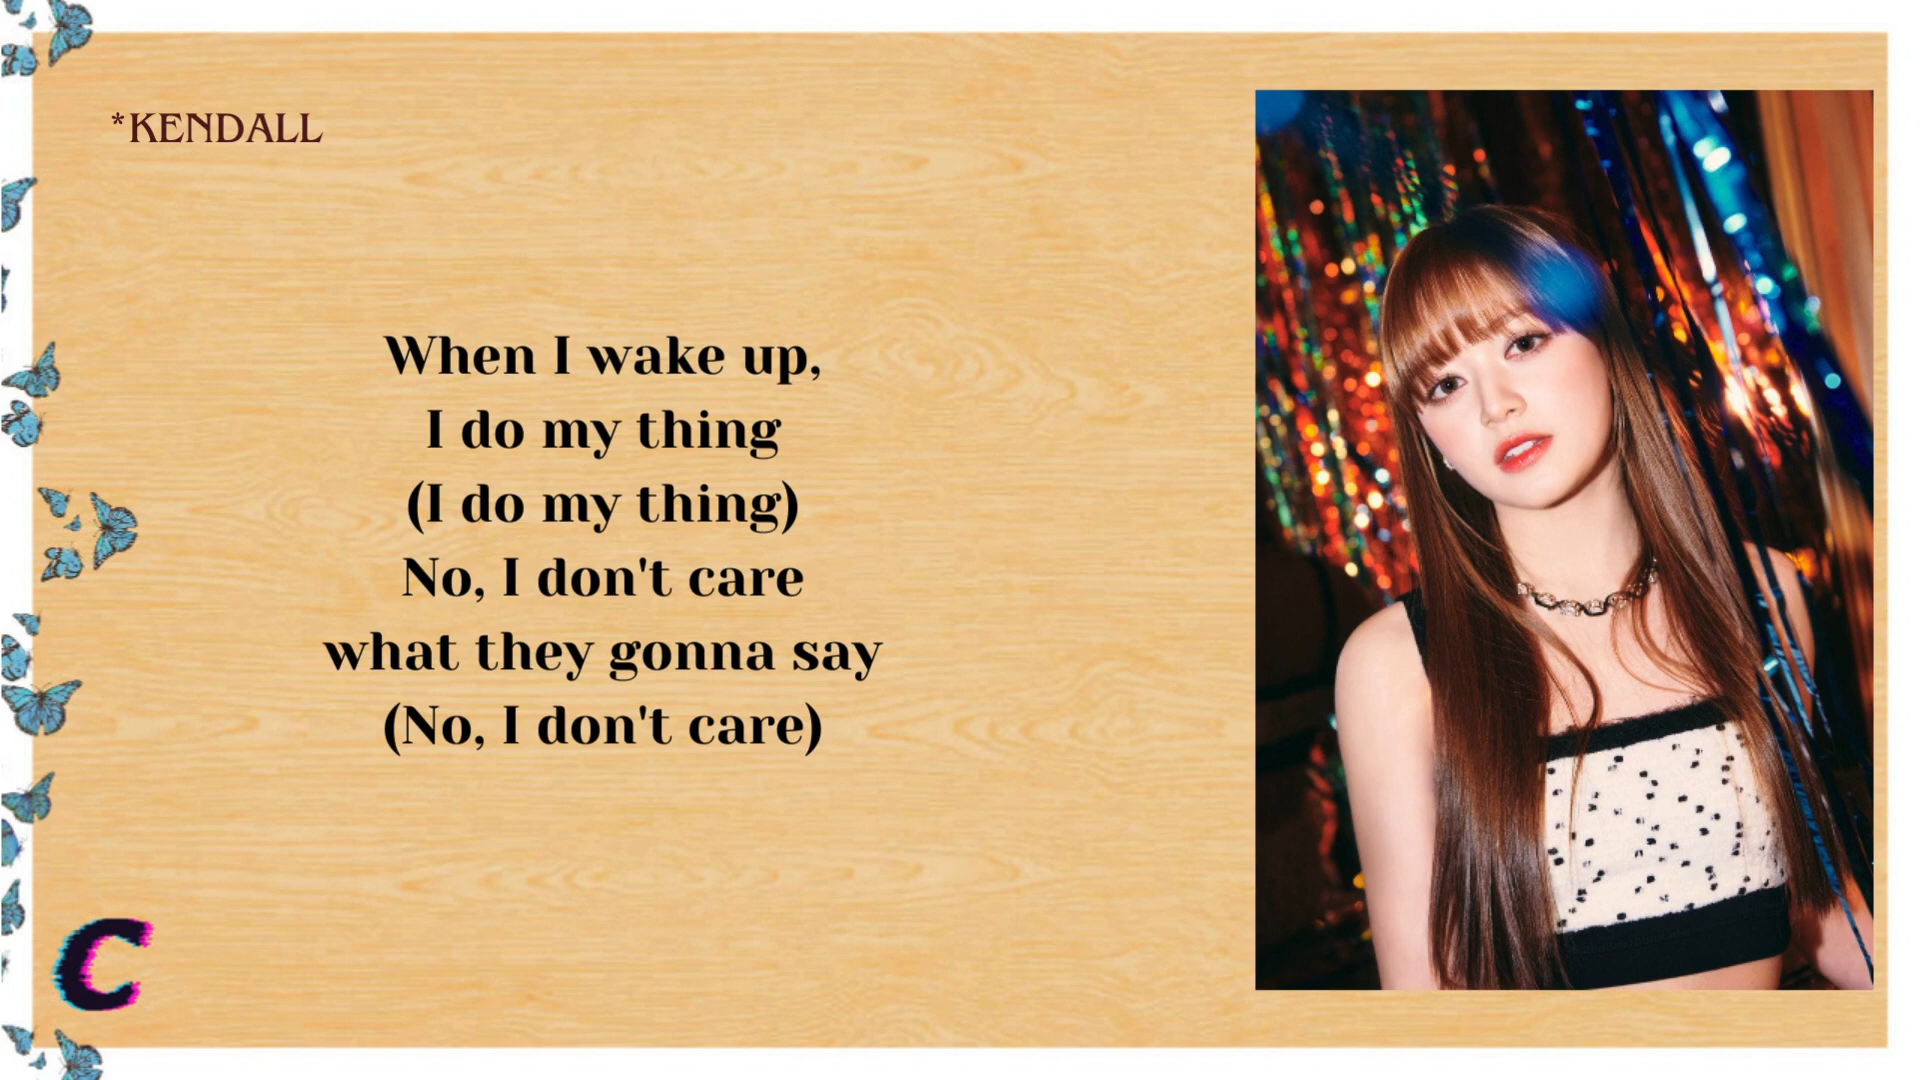 *KENDALL
When I wake up,
I do my thing
(I do my thing)
No, I don't care
what they gonna say
(No, I don't care)
C